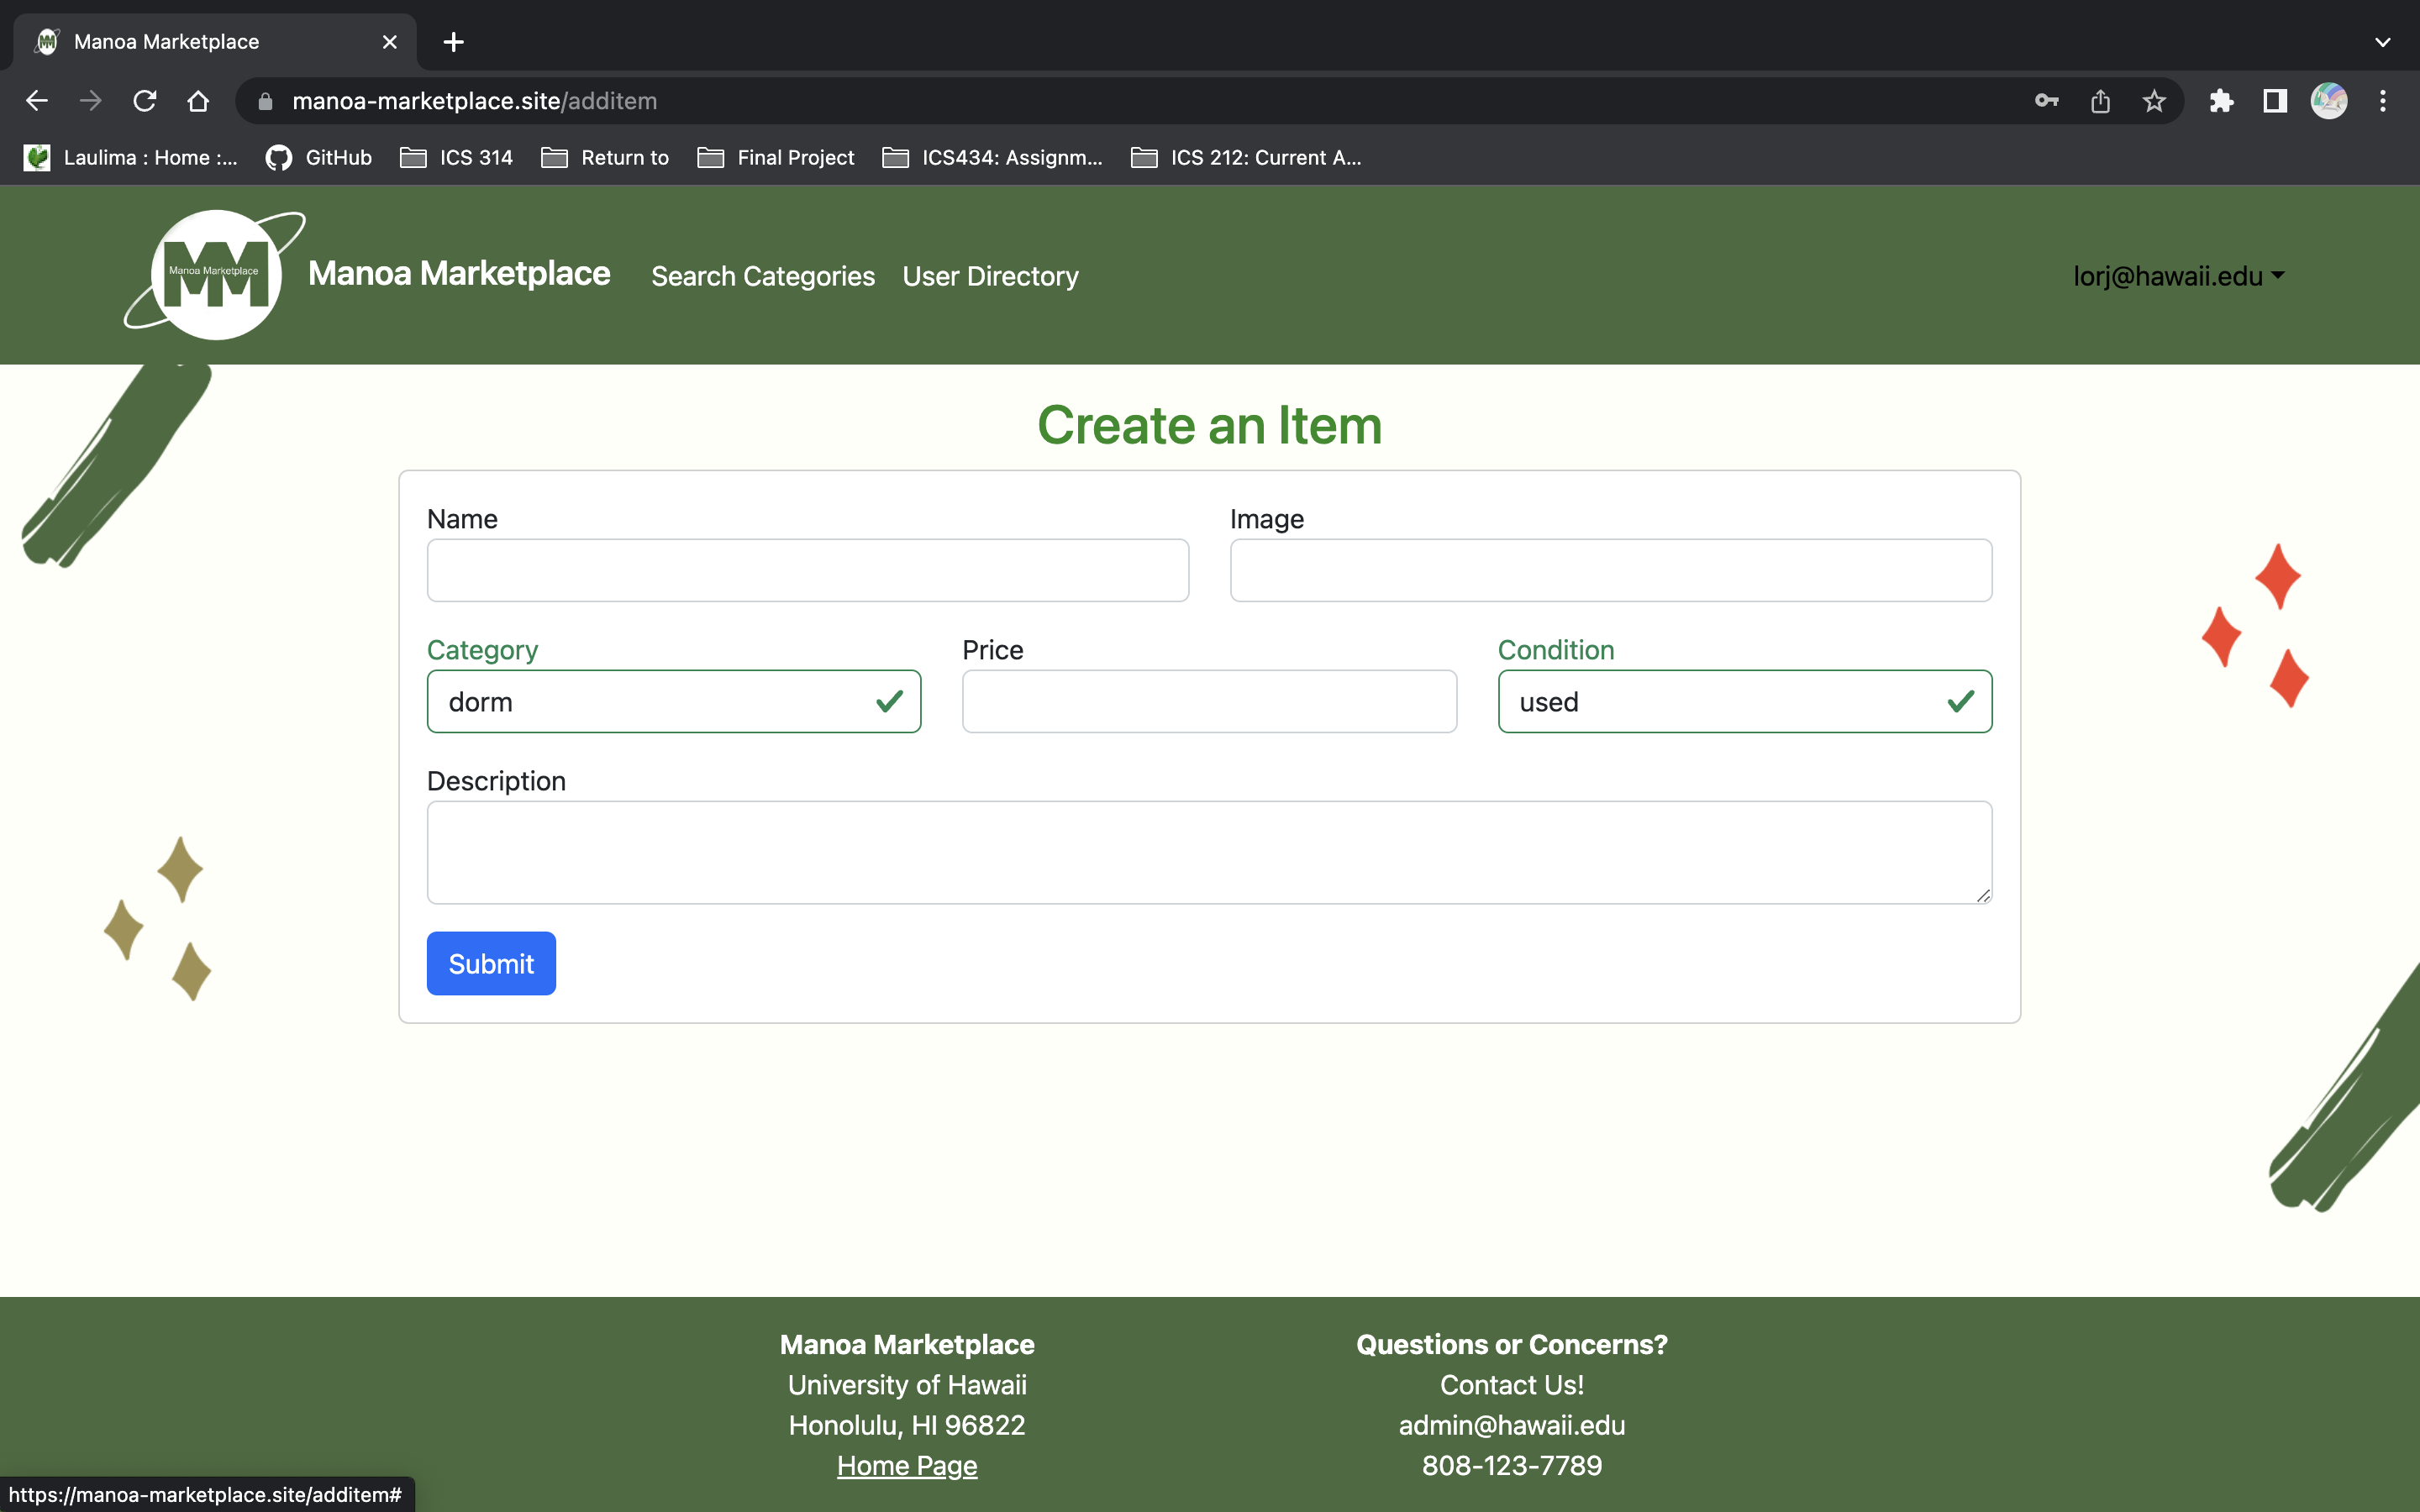 Manoa Marketplace
manoa-marketplace.site/additem
Laulima : Home :... GitHub ICS 314 Return to Final Project ICS434: Assignm... ICS 212: Current A...
MM
Manoa Marketplace
Manoa Marketplace Search Categories User Directory lorj@hawaii.edu
Create an Item
Name Image
Category Price Condition
dorm used
Description
Submit
Manoa Marketplace
University of Hawaii
Honolulu, HI 96822
Home Page
Questions or Concerns?
Contact Us!
admin@hawaii.edu
808-123-7789
https://manoa-marketplace.site/additem#